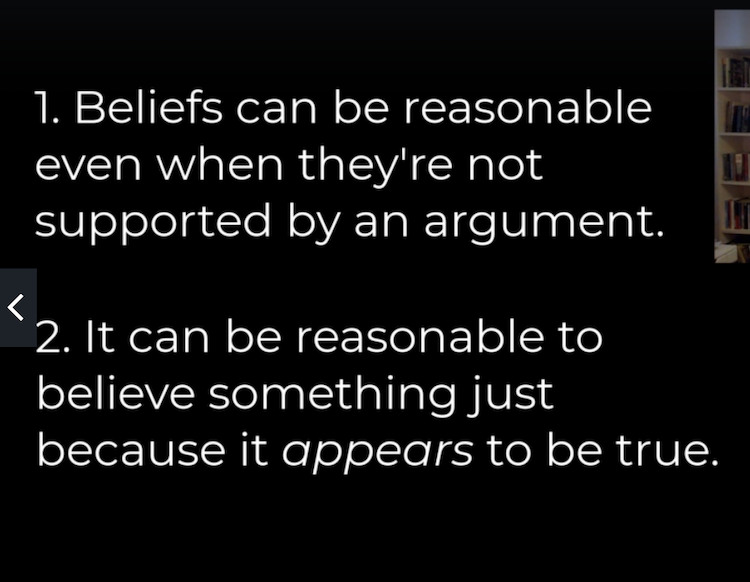 1. Beliefs can be reasonable
even when they're not
supported by an argument.
2. It can be reasonable to
believe something just
because it appears to be true.